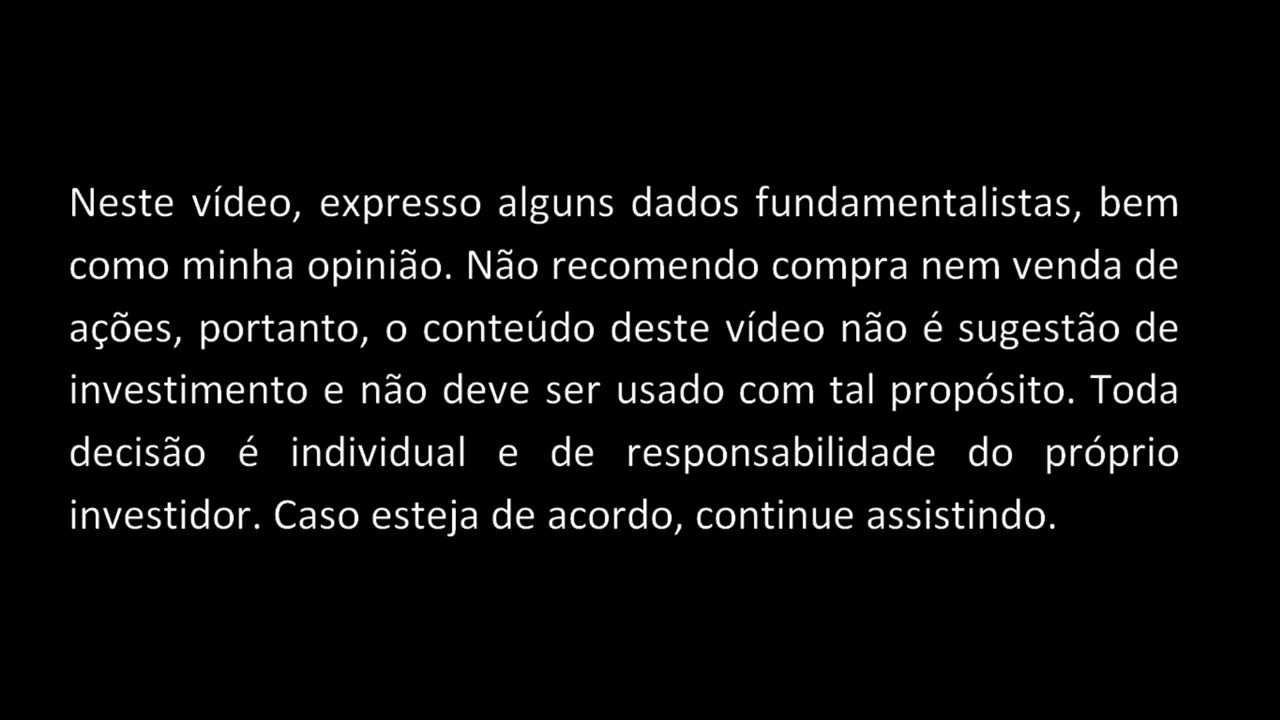 Neste vídeo, expresso alguns dados fundamentalistas, bem
como minha opinião. Não recomendo compra nem venda de
ações, portanto, o conteúdo deste vídeo não é sugestão de
investimento e não deve ser usado com tal propósito. Toda
decisão é individual e de responsabilidade do próprio
investidor. Caso esteja de acordo, continue assistindo.